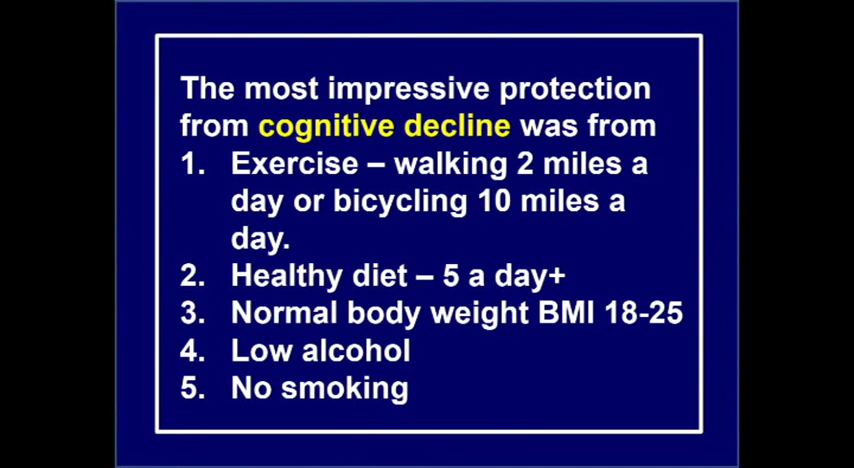 The most impressive protection
from cognitive decline was from
1. Exercise – walking 2 miles a
day or bicycling 10 miles a
day.
2. Healthy diet – 5 a day+
3. Normal body weight BMI 18-25
4. Low alcohol
5. No smoking